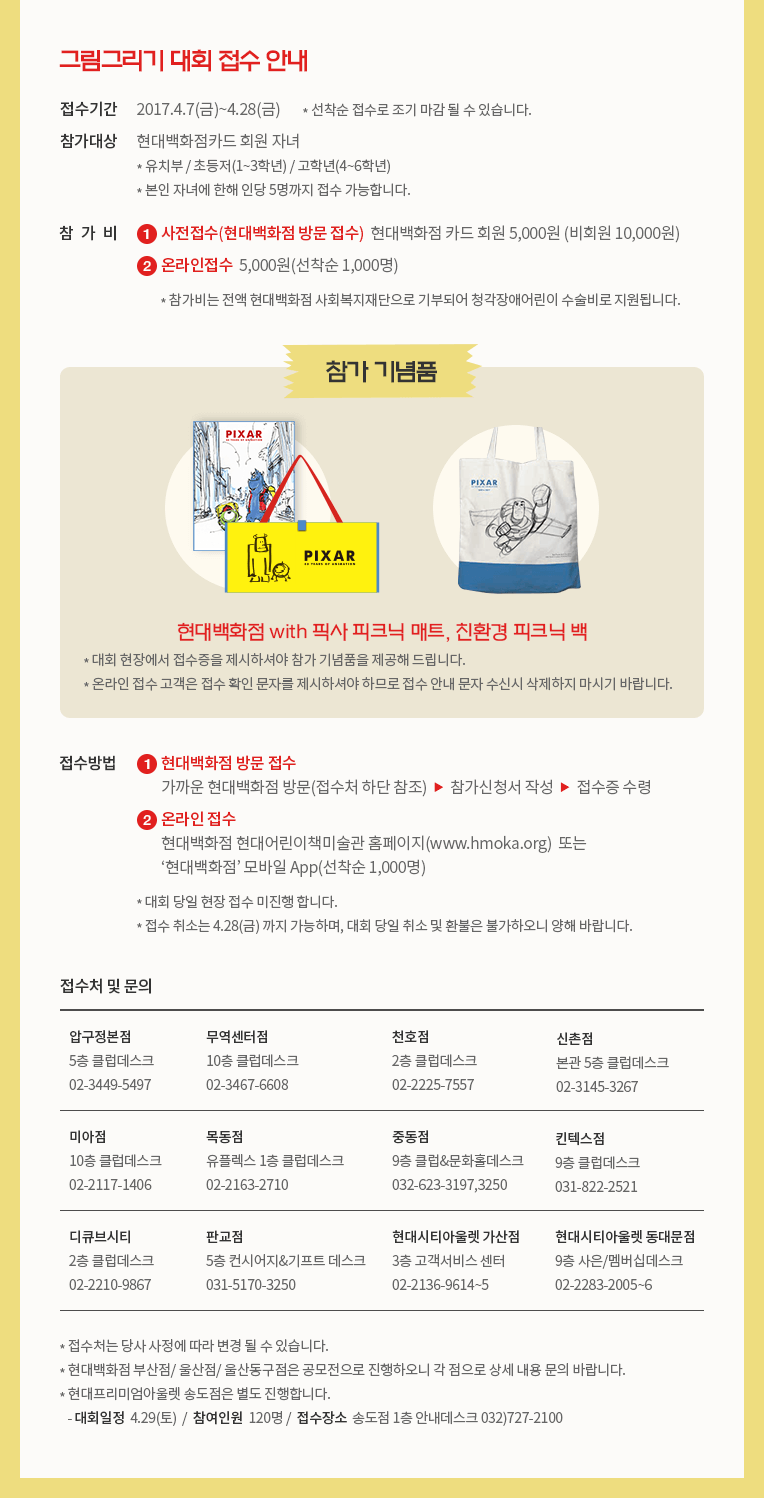 그림그리기 대회 접수 안내
접수기간 2017.4.7(금)~4.28(금) * 선착순 접수로 조기 마감 될 수 있습니다.
참가대상 현대백화점카드 회원 자녀
* 유치부 / 초등저(1~3학년) / 고학년(4~6학년)
* 본인 자녀에 한해 인당 5명까지 접수 가능합니다.
참 가 비 1 사전접수(현대백화점 방문 접수) 현대백화점 카드 회원 5,000원 (비회원 10,000원)
2 온라인접수 5,000원(선착순 1,000명)
* 참가비는 전액 현대백화점 사회복지재단으로 기부되어 청각장애어린이 수술비로 지원됩니다.
참가 기념품
PIXAR
PIXAR
30 YEARS OF ANIMATION
PIXAR
현대백화점 with 픽사 피크닉 매트, 친환경 피크닉 백
* 대회 현장에서 접수증을 제시하셔야 참가 기념품을 제공해 드립니다.
* 온라인 접수 고객은 접수 확인 문자를 제시하셔야 하므로 접수 안내 문자 수신시 삭제하지 마시기 바랍니다.
접수방법 1 현대백화점 방문 접수
가까운 현대백화점 방문(접수처 하단 참조) ▶ 참가신청서 작성 ▶ 접수증 수령
2 온라인 접수
현대백화점 현대어린이책미술관 홈페이지(www.hmoka.org) 또는
‘현대백화점’ 모바일 App(선착순 1,000명)
* 대회 당일 현장 접수 미진행 합니다.
* 접수 취소는 4.28(금) 까지 가능하며, 대회 당일 취소 및 환불은 불가하오니 양해 바랍니다.
접수처 및 문의
압구정본점 무역센터점 천호점 신촌점
5층 클럽데스크 10층 클럽데스크 2층 클럽데스크 본관 5층 클럽데스크
02-3449-5497 02-3467-6608 02-2225-7557 02-3145-3267
미아점 목동점 중동점 킨텍스점
10층 클럽데스크 유플렉스 1층 클럽데스크 9층 클럽&문화홀데스크 9층 클럽데스크
02-2117-1406 02-2163-2710 032-623-3197,3250 031-822-2521
디큐브시티 판교점 현대시티아울렛 가산점 현대시티아울렛 동대문점
2층 클럽데스크 5층 컨시어지&기프트 데스크 3층 고객서비스 센터 9층 사은/멤버십데스크
02-2210-9867 031-5170-3250 02-2136-9614~5 02-2283-2005~6
* 접수처는 당사 사정에 따라 변경 될 수 있습니다.
* 현대백화점 부산점/ 울산점/ 울산동구점은 공모전으로 진행하오니 각 점으로 상세 내용 문의 바랍니다.
* 현대프리미엄아울렛 송도점은 별도 진행합니다.
- 대회일정 4.29(토) / 참여인원 120명 / 접수장소 송도점 1층 안내데스크 032)727-2100